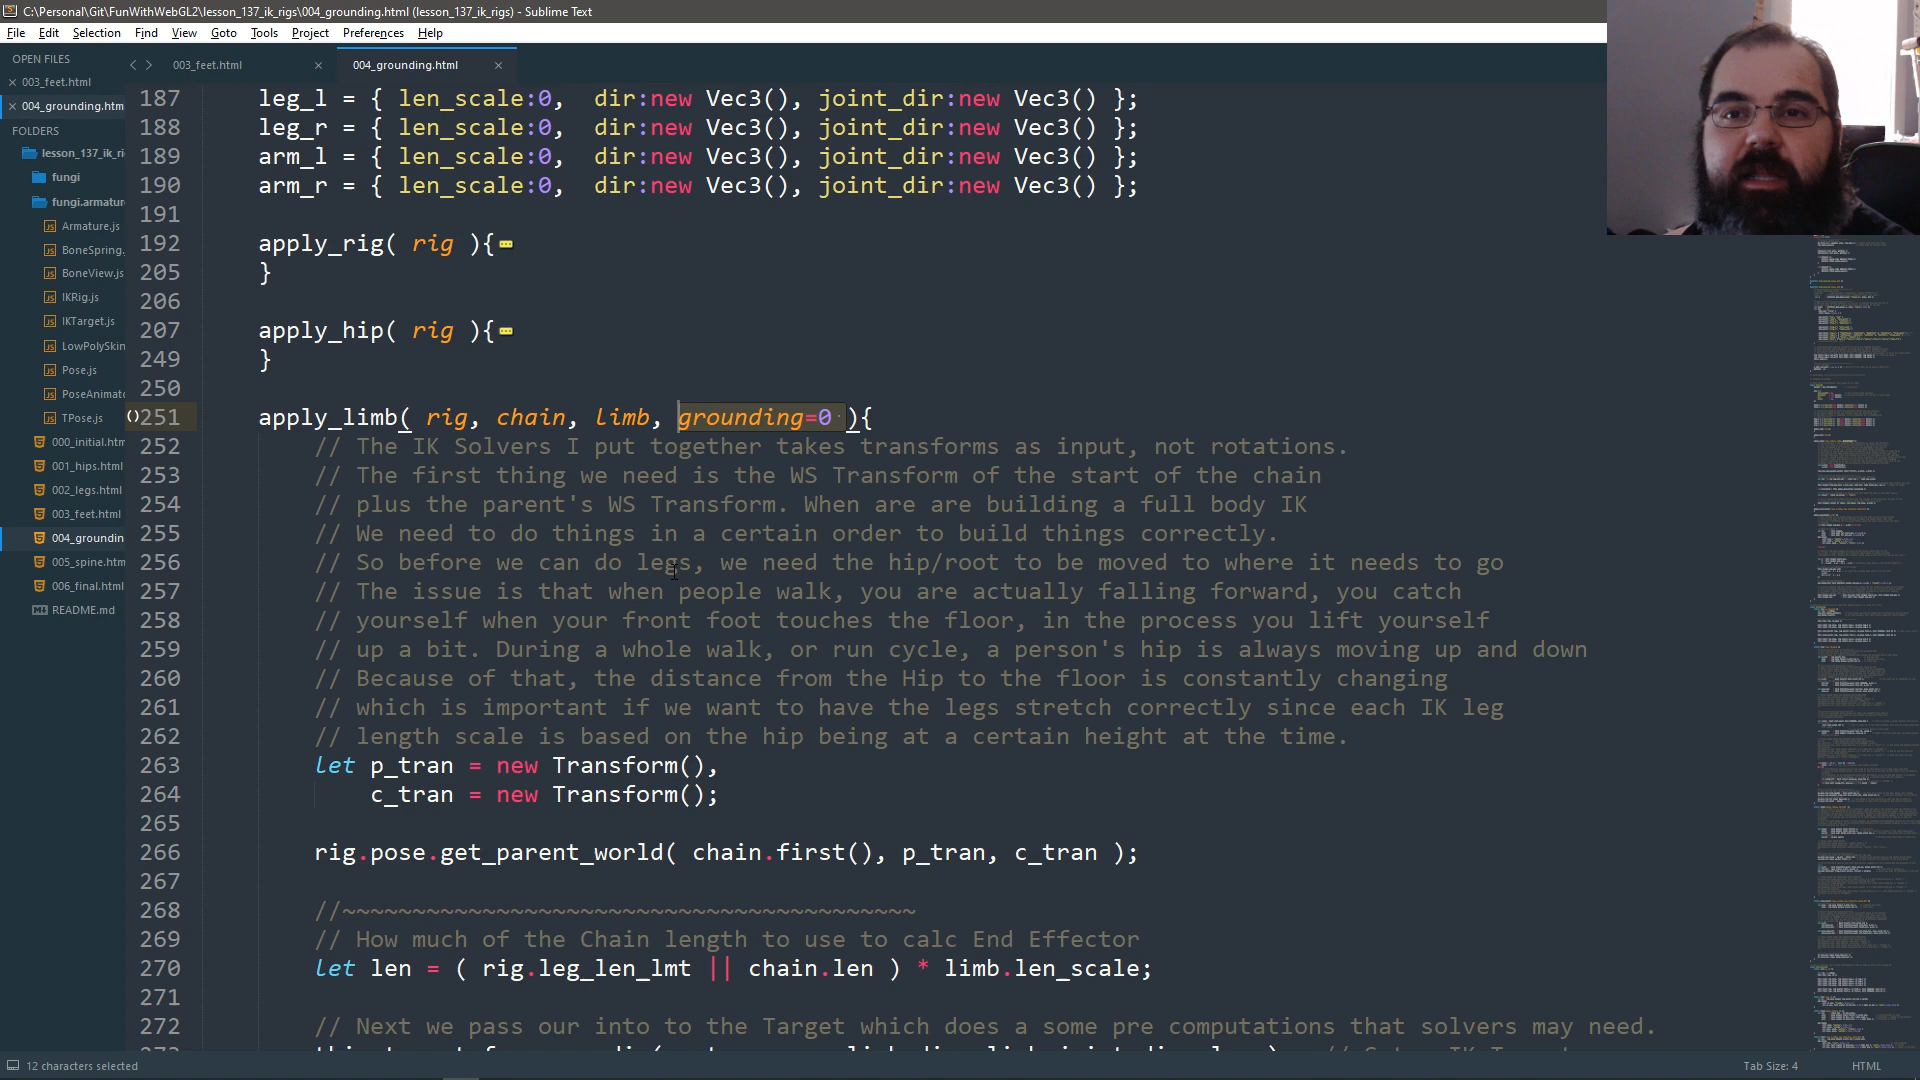 C:\Personal\Git\FunWithWebGL2\lesson_137_ik_rigs\004_grounding.html (lesson_137_ik_rigs) - Sublime Text
File Edit Selection Find View Goto Tools Project Preferences Help
OPEN FILES
003_feet.html
004_grounding.htm
FOLDERS
lesson_137_ik_ri
fungi
fungi.armatur
Armature.js
BoneSpring.
BoneView.js
IKRig.js
IKTarget.js
LowPolySkin
Pose.js
PoseAnimato
TPose.js
000_initial.htm
001_hips.html
002_legs.html
003_feet.html
004_groundin
005_spine.htm
006_final.html
README.md
003_feet.html
004_grounding.html
187 leg_l = { len_scale:0, dir:new Vec3(), joint_dir:new Vec3() };
188 leg_r = { len_scale:0, dir:new Vec3(), joint_dir:new Vec3() };
189 arm_l = { len_scale:0, dir:new Vec3(), joint_dir:new Vec3() };
190 arm_r = { len_scale:0, dir:new Vec3(), joint_dir:new Vec3() };
191
192 apply_rig( rig ){
205 }
206
207 apply_hip( rig ){
249 }
250
251 apply_limb( rig, chain, limb, grounding=0 ){
252 // The IK Solvers I put together takes transforms as input, not rotations.
253 // The first thing we need is the WS Transform of the start of the chain
254 // plus the parent's WS Transform. When are are building a full body IK
255 // We need to do things in a certain order to build things correctly.
256 // So before we can do legs, we need the hip/root to be moved to where it needs to go
257 // The issue is that when people walk, you are actually falling forward, you catch
258 // yourself when your front foot touches the floor, in the process you lift yourself
259 // up a bit. During a whole walk, or run cycle, a person's hip is always moving up and down
260 // Because of that, the distance from the Hip to the floor is constantly changing
261 // which is important if we want to have the legs stretch correctly since each IK leg
262 // length scale is based on the hip being at a certain height at the time.
263 let p_tran = new Transform(),
264 c_tran = new Transform();
265
266 rig.pose.get_parent_world( chain.first(), p_tran, c_tran );
267
268 //~~~~~~~~~~~~~~~~~~~~~~~~~~~~~~~~~~~~~~~~~
269 // How much of the Chain length to use to calc End Effector
270 let len = ( rig.leg_len_lmt || chain.len ) * limb.len_scale;
271
272 // Next we pass our into to the Target which does a some pre computations that solvers may need.
12 characters selected
Tab Size: 4
HTML